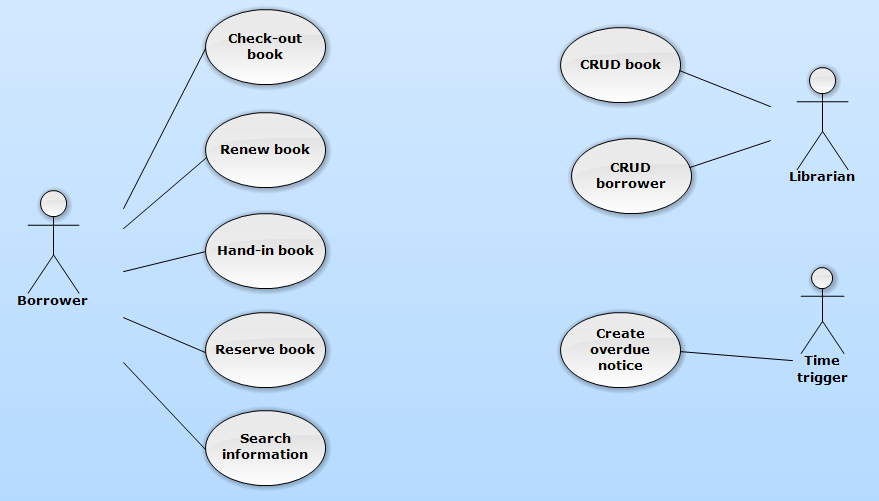 Check-out
book
Renew book
Hand-in book
Reserve book
Search
information
Borrower
CRUD book
CRUD
borrower
Librarian
Create
overdue
notice
Time
trigger